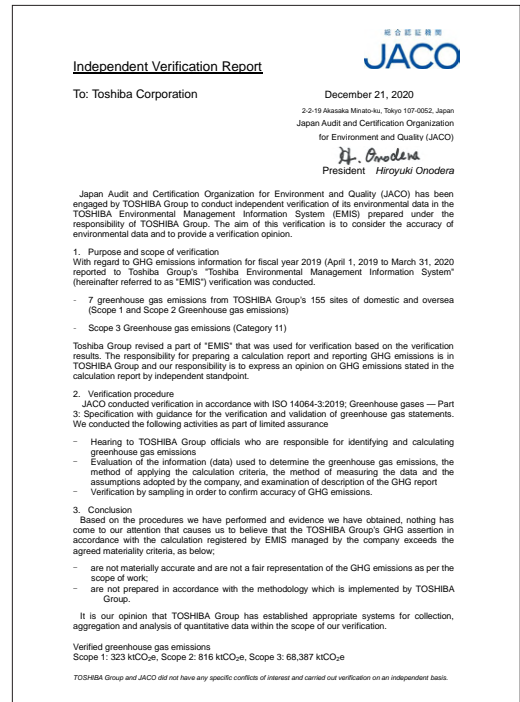 総合認証機関
JACO
Independent Verification Report
To: Toshiba Corporation
December 21, 2020
2-2-19 Akasaka Minato-ku, Tokyo 107-0052, Japan
Japan Audit and Certification Organization
for Environment and Quality (JACO)
H. Onodera
President Hiroyuki Onodera
Japan Audit and Certification Organization for Environment and Quality (JACO) has been
engaged by TOSHIBA Group to conduct independent verification of its environmental data in the
TOSHIBA Environmental Management Information System (EMIS) prepared under the
responsibility of TOSHIBA Group. The aim of this verification is to consider the accuracy of
environmental data and to provide a verification opinion.
1. Purpose and scope of verification
With regard to GHG emissions information for fiscal year 2019 (April 1, 2019 to March 31, 2020
reported to Toshiba Group's "Toshiba Environmental Management Information System"
(hereinafter referred to as "EMIS") verification was conducted.
- 7 greenhouse gas emissions from TOSHIBA Group's 155 sites of domestic and oversea
(Scope 1 and Scope 2 Greenhouse gas emissions)
- Scope 3 Greenhouse gas emissions (Category 11)
Toshiba Group revised a part of "EMIS" that was used for verification based on the verification
results. The responsibility for preparing a calculation report and reporting GHG emissions is in
TOSHIBA Group and our responsibility is to express an opinion on GHG emissions stated in the
calculation report by independent standpoint.
2. Verification procedure
JACO conducted verification in accordance with ISO 14064-3:2019; Greenhouse gases — Part
3: Specification with guidance for the verification and validation of greenhouse gas statements.
We conducted the following activities as part of limited assurance
- Hearing to TOSHIBA Group officials who are responsible for identifying and calculating
greenhouse gas emissions
- Evaluation of the information (data) used to determine the greenhouse gas emissions, the
method of applying the calculation criteria, the method of measuring the data and the
assumptions adopted by the company, and examination of description of the GHG report
- Verification by sampling in order to confirm accuracy of GHG emissions.
3. Conclusion
Based on the procedures we have performed and evidence we have obtained, nothing has
come to our attention that causes us to believe that the TOSHIBA Group's GHG assertion in
accordance with the calculation registered by EMIS managed by the company exceeds the
agreed materiality criteria, as below;
- are not materially accurate and are not a fair representation of the GHG emissions as per the
scope of work;
- are not prepared in accordance with the methodology which is implemented by TOSHIBA
Group.
It is our opinion that TOSHIBA Group has established appropriate systems for collection,
aggregation and analysis of quantitative data within the scope of our verification.
Verified greenhouse gas emissions
Scope 1: 323 ktCO₂e, Scope 2: 816 ktCO₂e, Scope 3: 68,387 ktCO₂e
TOSHIBA Group and JACO did not have any specific conflicts of interest and carried out verification on an independent basis.